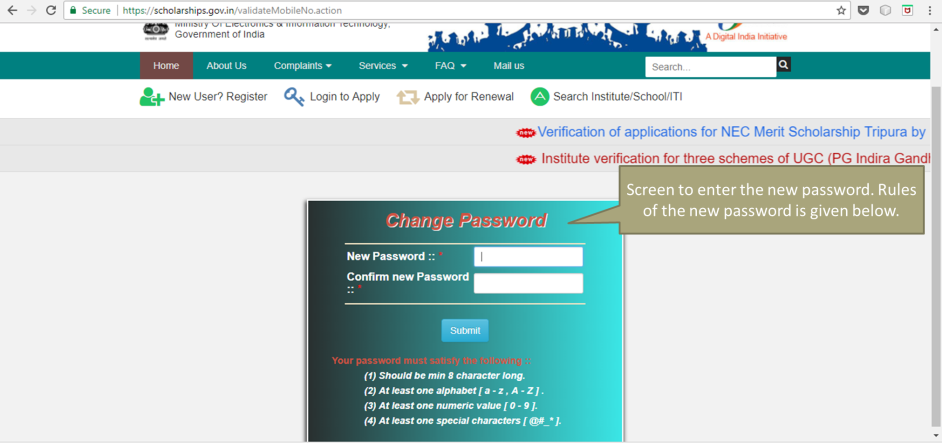 Secure | https://scholarships.gov.in/validateMobileNo.action
Ministry Of Electronics & Information Technology,
Government of India
A Digital India Initiative
Home About Us Complaints Services FAQ Mail us Search...
New User? Register Login to Apply Apply for Renewal Search Institute/School/ITI
new Verification of applications for NEC Merit Scholarship Tripura by
new Institute verification for three schemes of UGC (PG Indira Gandh
Screen to enter the new password. Rules
of the new password is given below.
Change Password
New Password :: *
Confirm new Password
:: *
Submit
Your password must satisfy the following ::
(1) Should be min 8 character long.
(2) At least one alphabet [ a - z , A - Z ] .
(3) At least one numeric value [ 0 - 9 ].
(4) At least one special characters [ @#_* ].